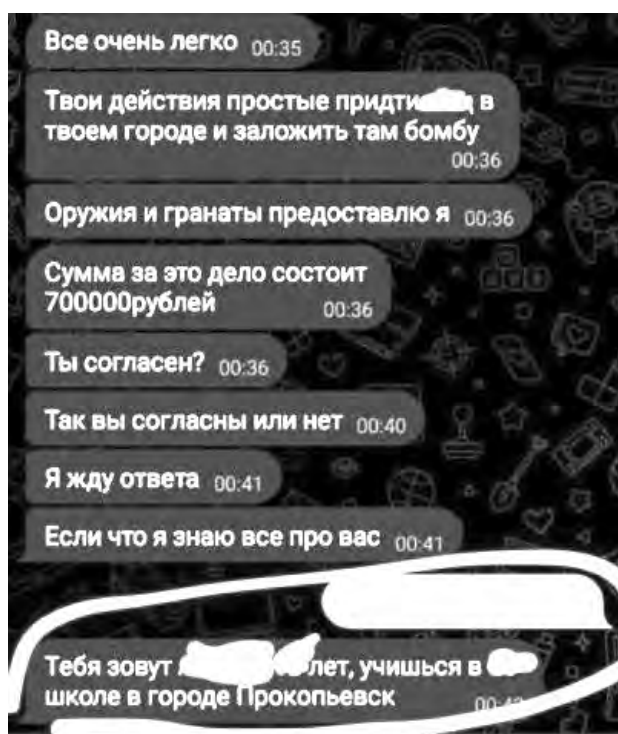 Все очень легко 00:35
Твои действия простые придти в
твоем городе и заложить там бомбу
00:36
Оружия и гранаты предоставлю я 00:36
Сумма за это дело состоит
700000рублей 00:36
Ты согласен? 00:36
Так вы согласны или нет 00:40
Я жду ответа 00:41
Если что я знаю все про вас 00:41
Тебя зовут лет, учишься в
школе в городе Прокопьевск